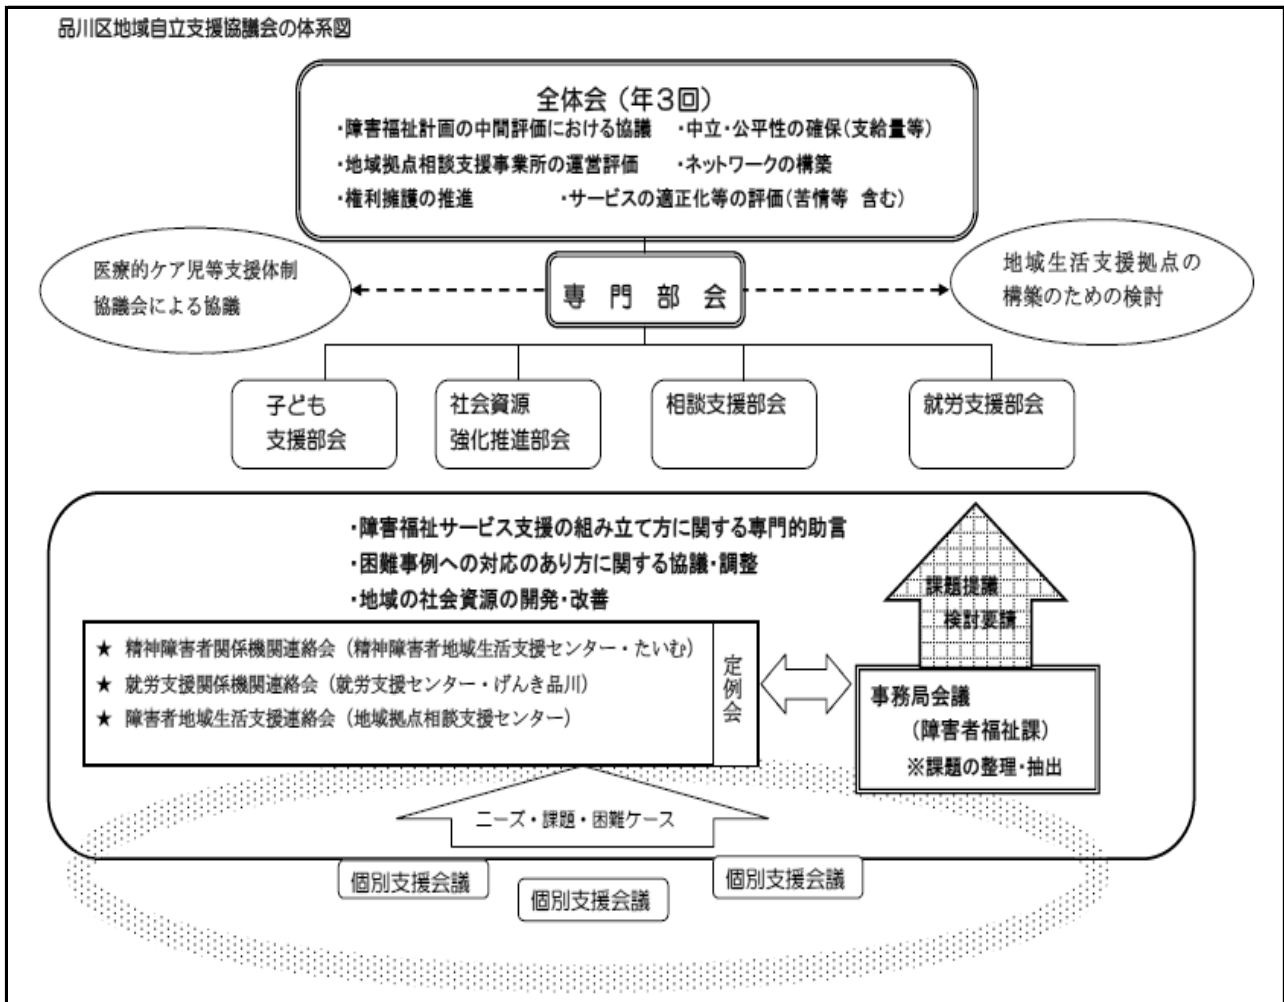 品川区地域自立支援協議会の体系図
全体会（年３回）
・障害福祉計画の中間評価における協議　・中立・公平性の確保（支給量等）
・地域拠点相談支援事業所の運営評価　・ネットワークの構築
・権利擁護の推進　・サービスの適正化等の評価（苦情等　含む）
医療的ケア児等支援体制
協議会による協議
専　門　部　会
地域生活支援拠点の
構築のための検討
子ども
支援部会
社会資源
強化推進部会
相談支援部会
就労支援部会
・障害福祉サービス支援の組み立て方に関する専門的助言
・困難事例への対応のあり方に関する協議・調整
・地域の社会資源の開発・改善
★　精神障害者関係機関連絡会（精神障害者地域生活支援センター・たいむ）
★　就労支援関係機関連絡会（就労支援センター・げんき品川）
★　障害者地域生活支援連絡会（地域拠点相談支援センター）
定例会
課題提議
検討要請
事務局会議
（障害者福祉課）
※課題の整理・抽出
ニーズ・課題・困難ケース
個別支援会議
個別支援会議
個別支援会議